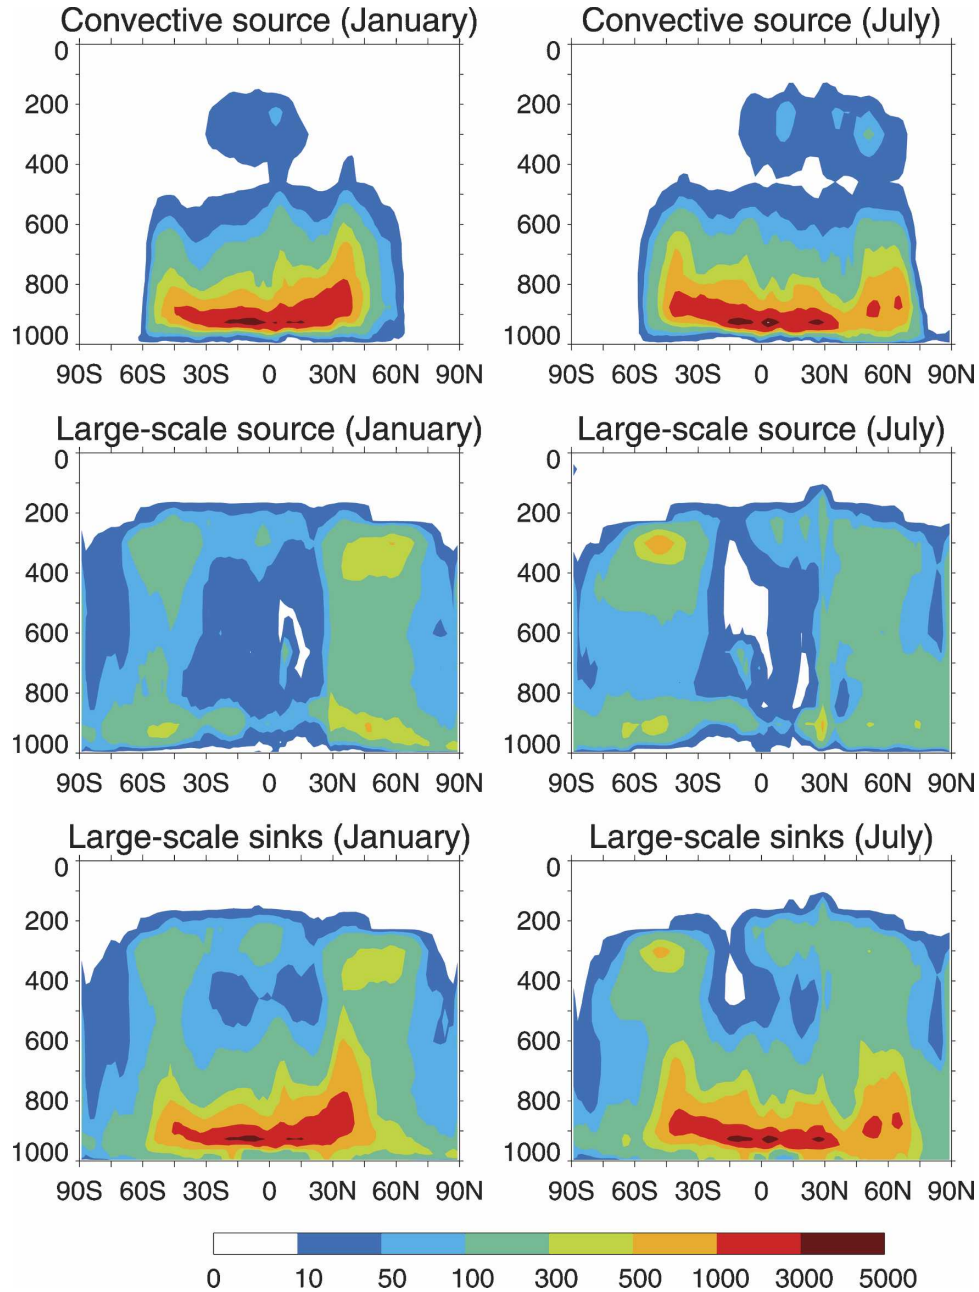 Convective source (January)
0
200
400
600
800
1000
90S 60S 30S 0 30N 60N 90N
Convective source (July)
0
200
400
600
800
1000
90S 60S 30S 0 30N 60N 90N
Large-scale source (January)
0
200
400
600
800
1000
90S 60S 30S 0 30N 60N 90N
Large-scale source (July)
0
200
400
600
800
1000
90S 60S 30S 0 30N 60N 90N
Large-scale sinks (January)
0
200
400
600
800
1000
90S 60S 30S 0 30N 60N 90N
Large-scale sinks (July)
0
200
400
600
800
1000
90S 60S 30S 0 30N 60N 90N
0 10 50 100 300 500 1000 3000 5000